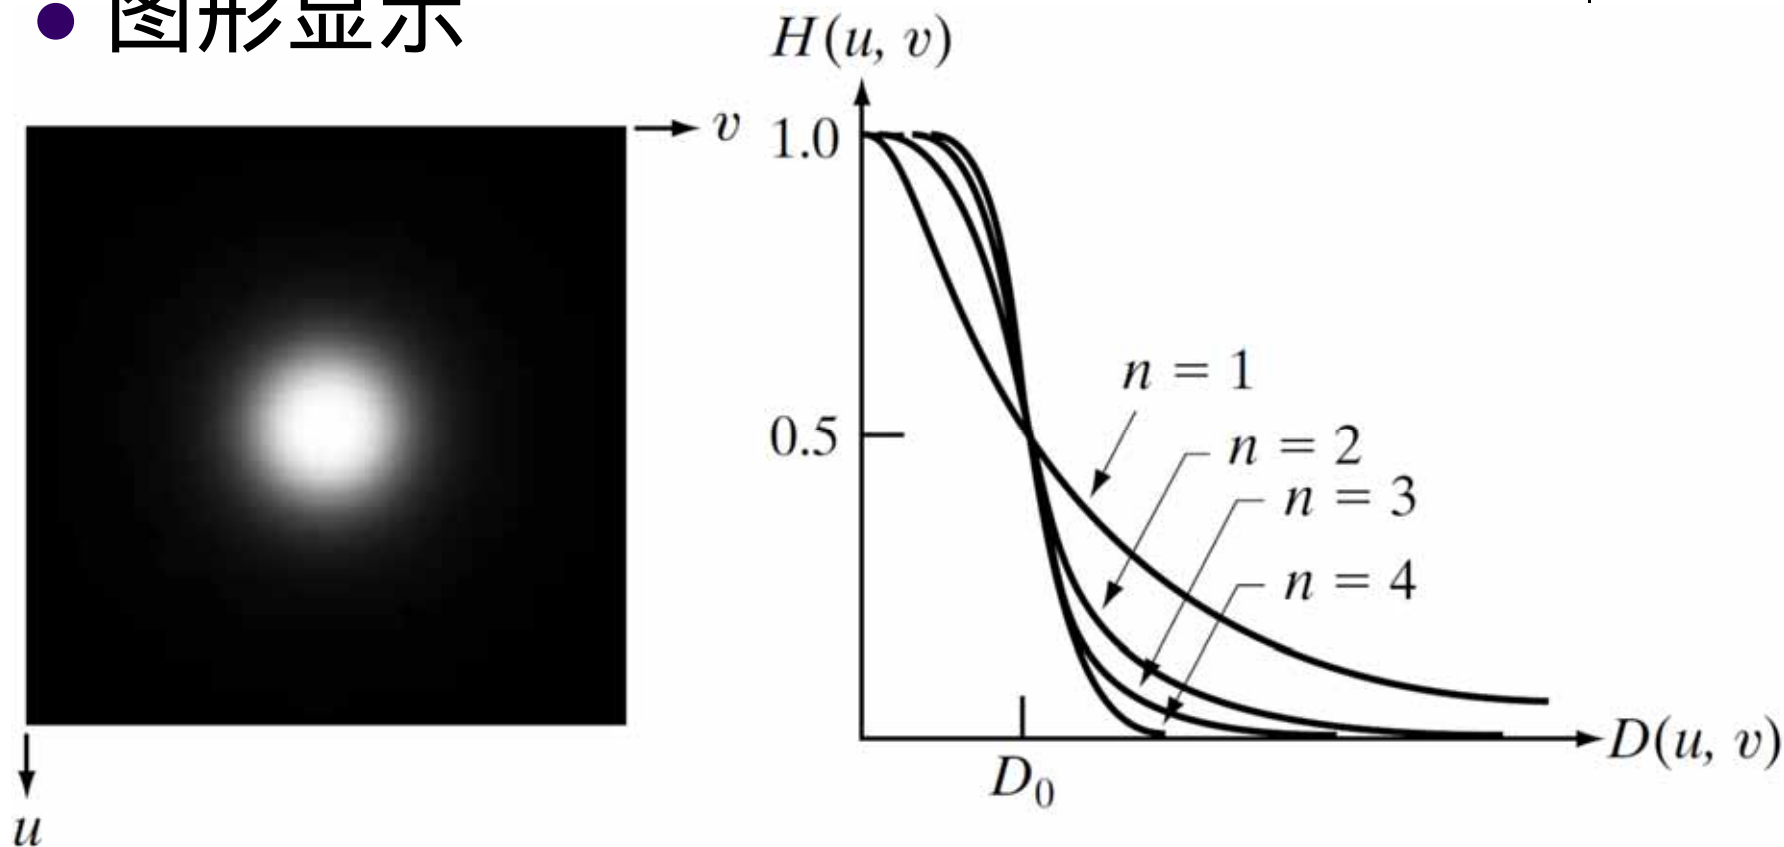 ● 图形显示
H(u, v)
v
1.0
n = 1
0.5
n = 2
n = 3
n = 4
D(u, v)
D₀
u